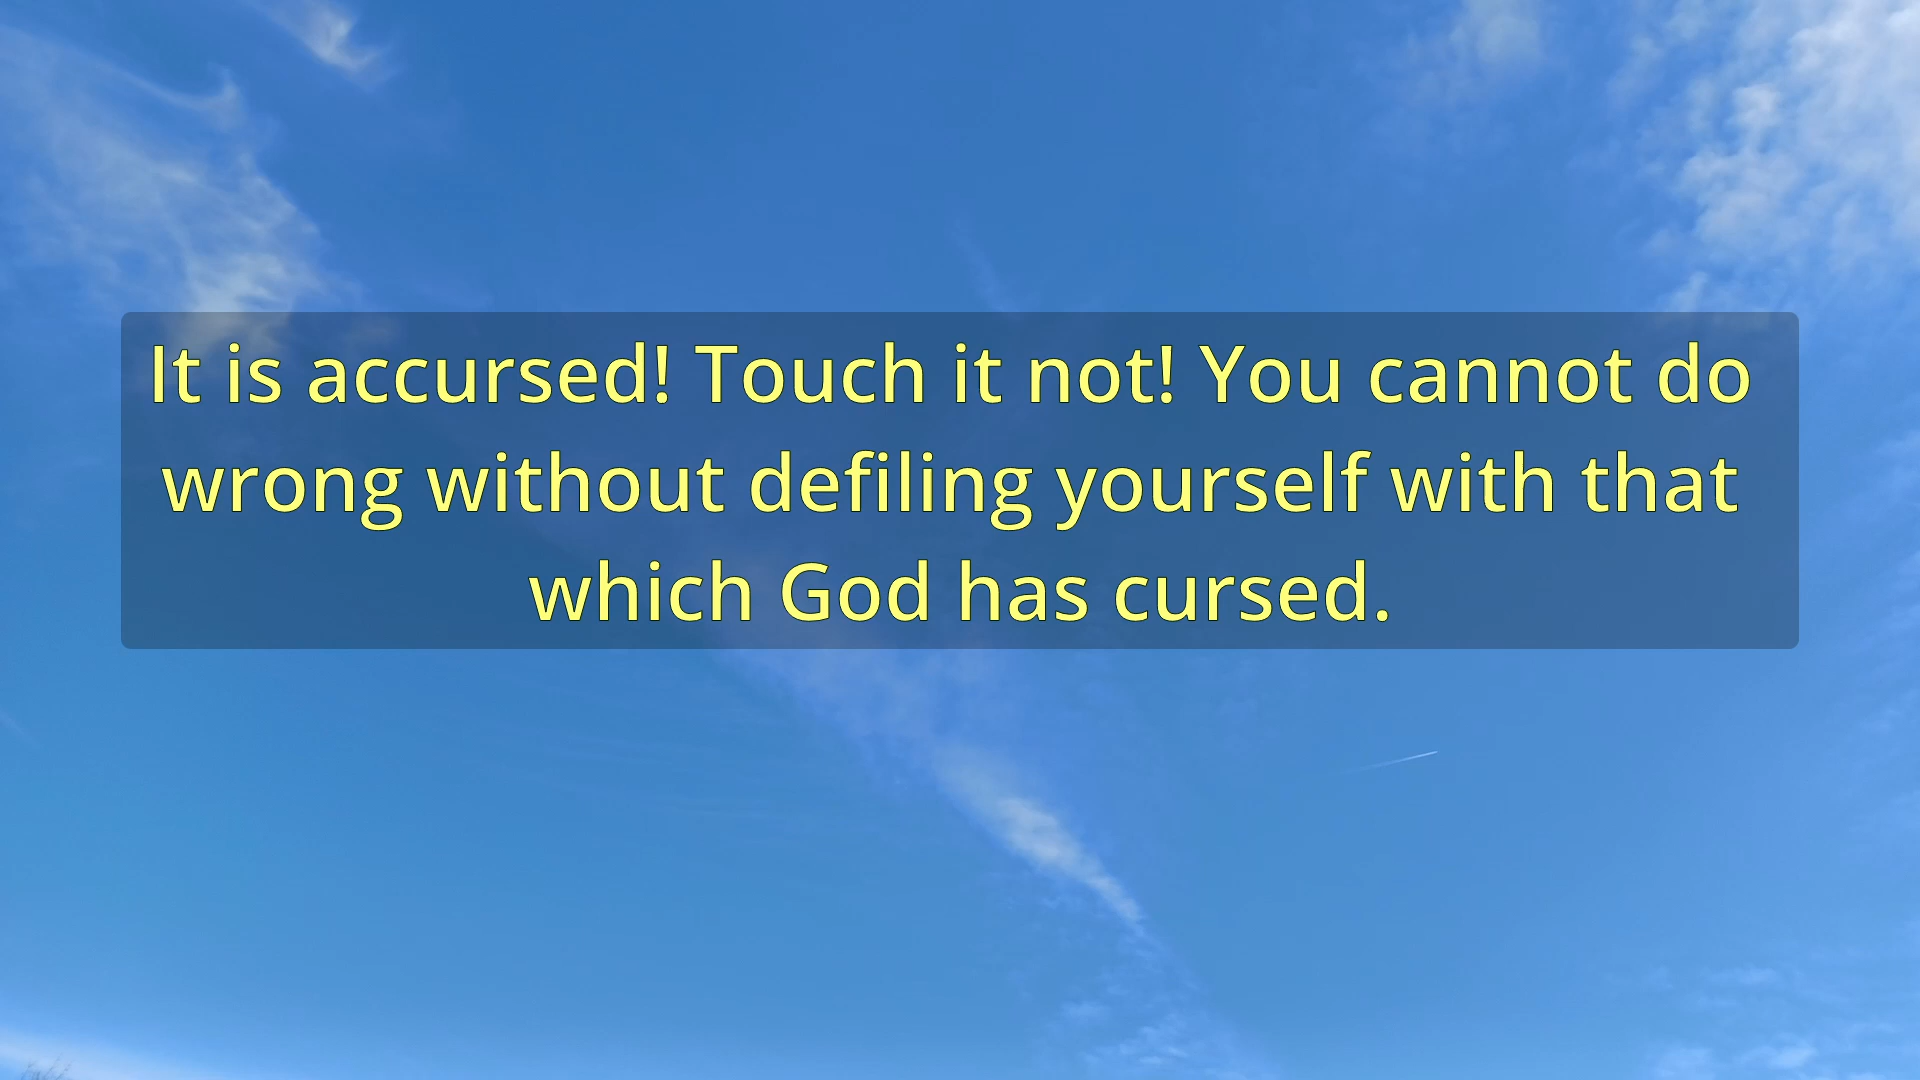 It is accursed! Touch it not! You cannot do
wrong without defiling yourself with that
which God has cursed.